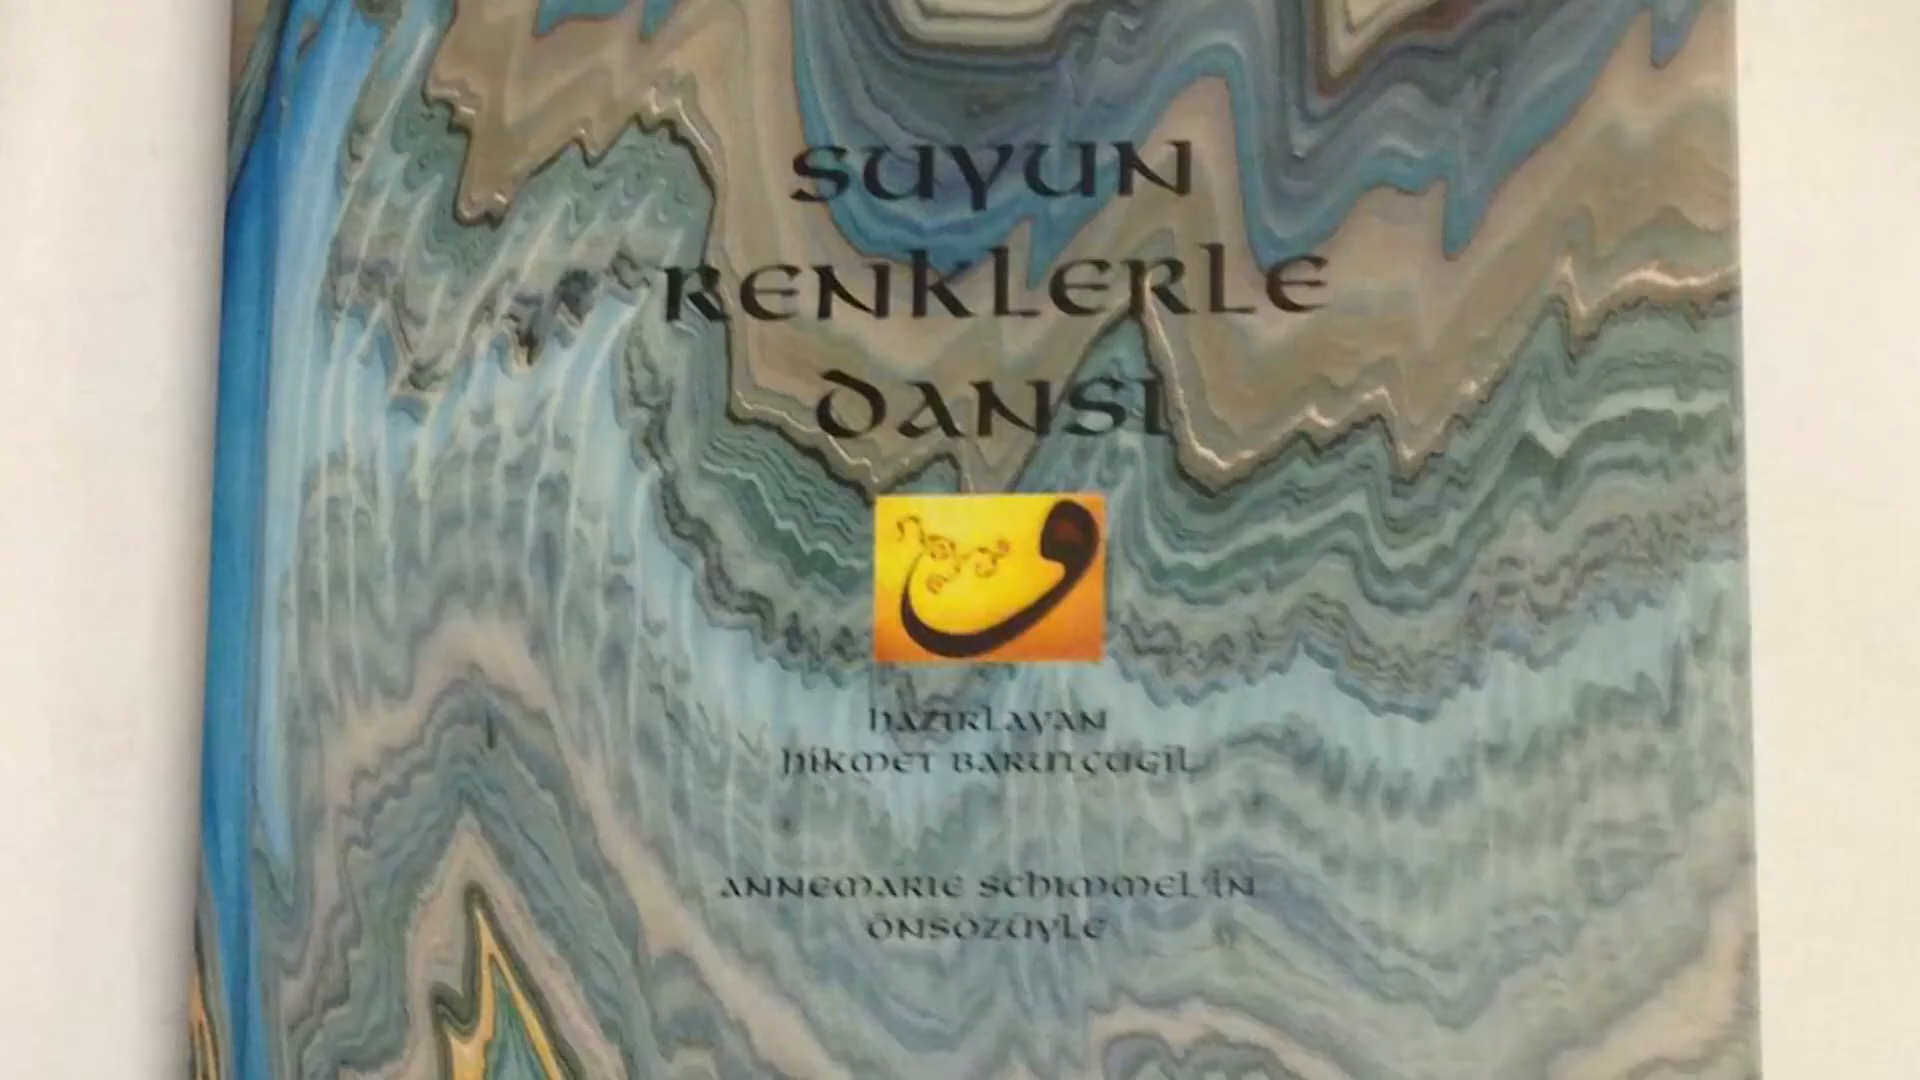 SUYUN
RENKLERLE
DANSI
و
HAZIRLAYAN
HİKMET BARUTÇUGİL
ANNEMARIE SCHIMMEL'İN
ÖNSÖZÜYLE